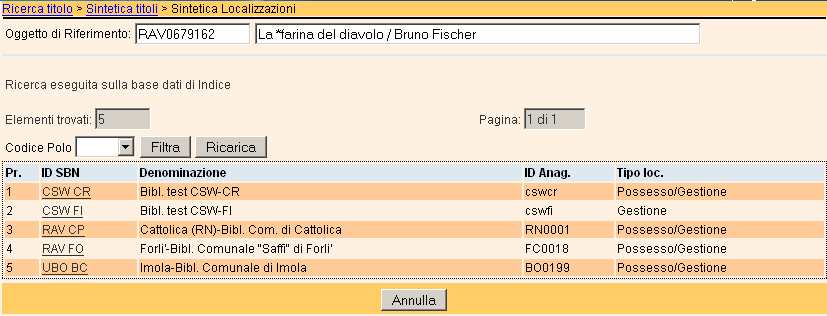 Ricerca titolo > Sintetica titoli > Sintetica Localizzazioni
Oggetto di Riferimento: RAV0679162 La *farina del diavolo / Bruno Fischer
Ricerca eseguita sulla base dati di Indice
Elementi trovati: 5 Pagina: 1 di 1
Codice Polo Filtra Ricarica
Pr. ID SBN Denominazione ID Anag. Tipo loc.
1 CSW CR Bibl. test CSW-CR cswcr Possesso/Gestione
2 CSW FI Bibl. test CSW-FI cswfi Gestione
3 RAV CP Cattolica (RN)-Bibl. Com. di Cattolica RN0001 Possesso/Gestione
4 RAV FO Forli'-Bibl. Comunale "Saffi" di Forli' FC0018 Possesso/Gestione
5 UBO BC Imola-Bibl. Comunale di Imola BO0199 Possesso/Gestione
Annulla